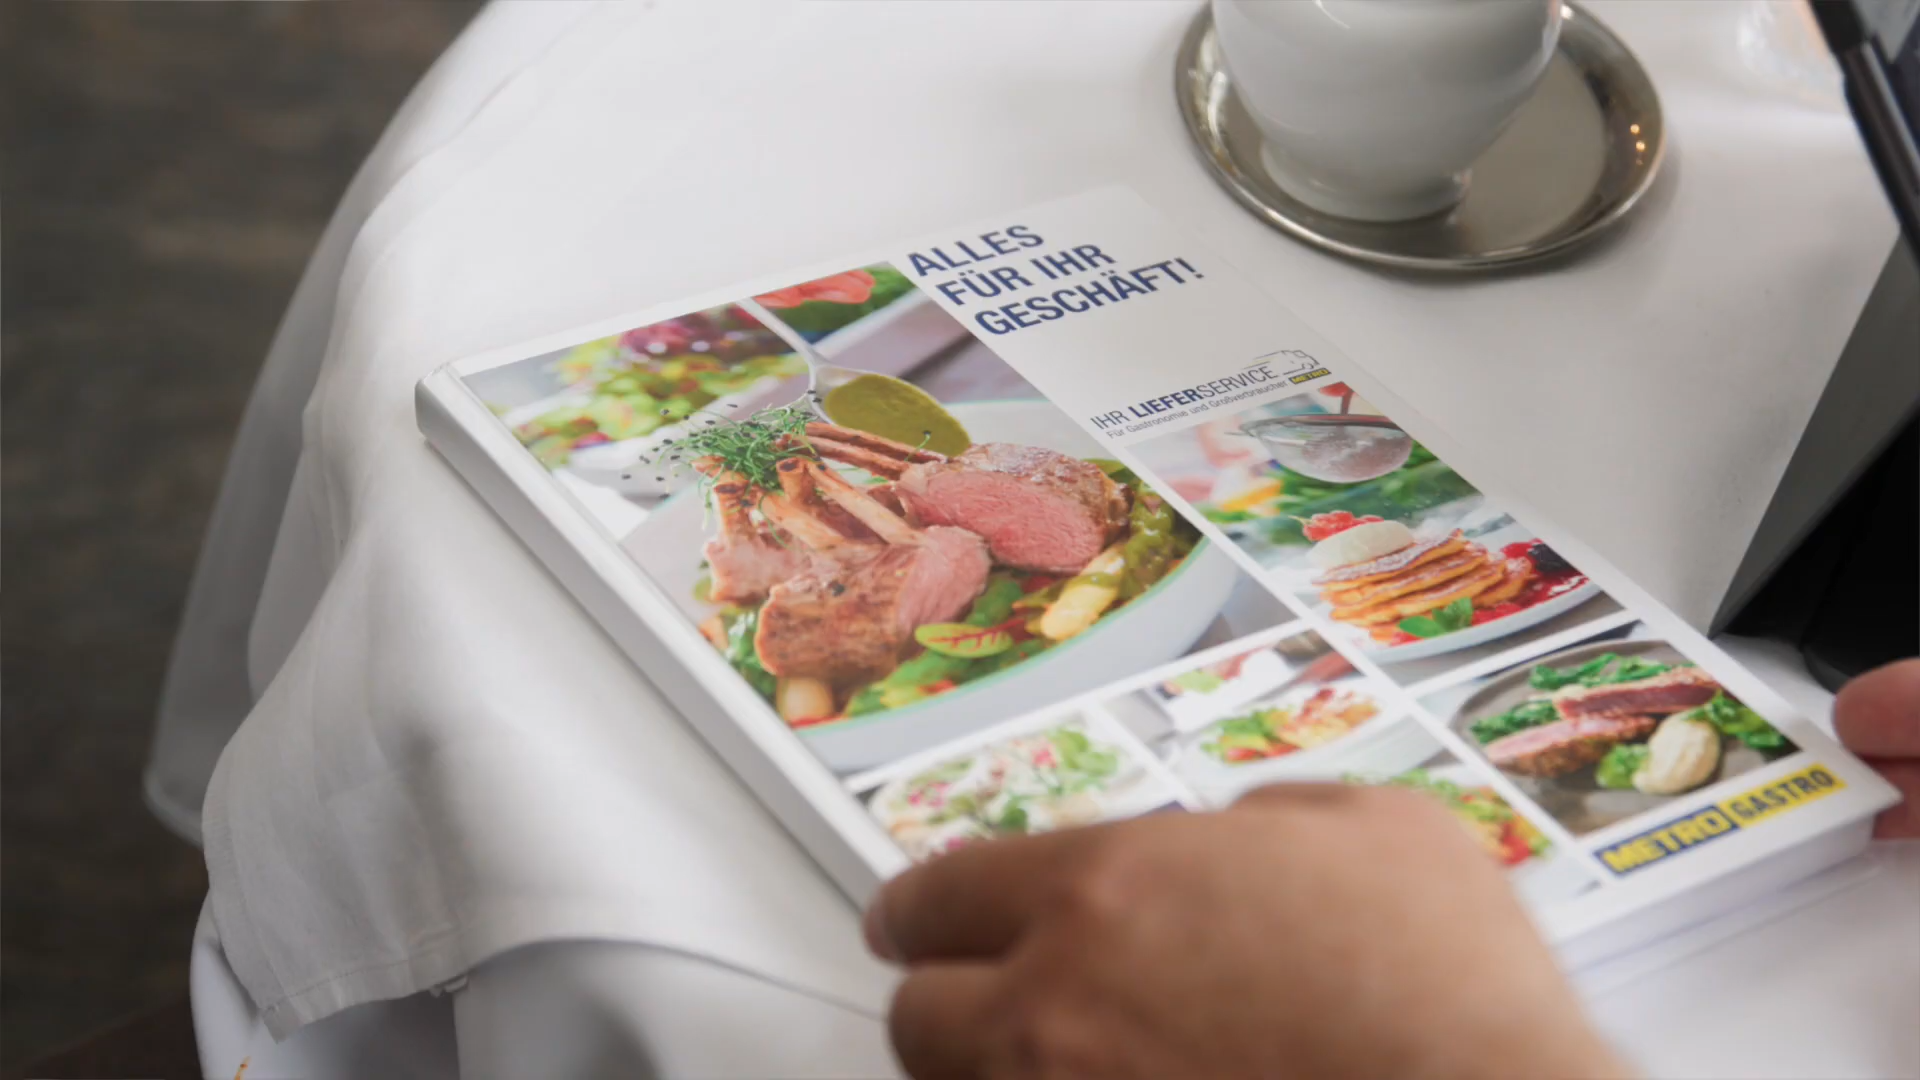 ALLES
FÜR IHR
GESCHÄFT!
IHR LIEFERSERVICE
METRO
Für Gastronomie und Großverbraucher
METRO GASTRO